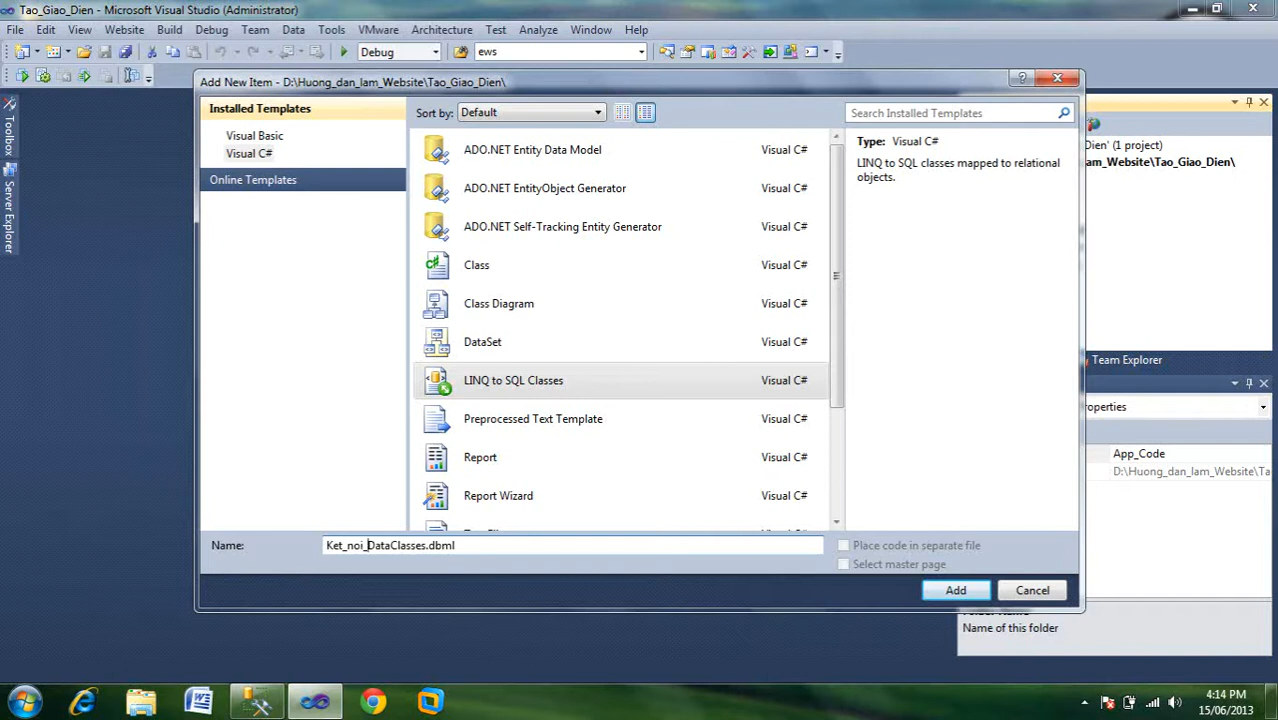 Tao_Giao_Dien - Microsoft Visual Studio (Administrator)
File Edit View Website Build Debug Team Data Tools VMware Architecture Test Analyze Window Help
Debug ews
Add New Item - D:\Huong_dan_lam_Website\Tao_Giao_Dien\
Installed Templates
Visual Basic
Visual C#
Online Templates
Sort by: Default
Search Installed Templates
ADO.NET Entity Data Model Visual C#
ADO.NET EntityObject Generator Visual C#
ADO.NET Self-Tracking Entity Generator Visual C#
Class Visual C#
Class Diagram Visual C#
DataSet Visual C#
LINQ to SQL Classes Visual C#
Preprocessed Text Template Visual C#
Report Visual C#
Report Wizard Visual C#
Type: Visual C#
LINQ to SQL classes mapped to relational
objects.
Name: Ket_noi_DataClasses.dbml
Place code in separate file
Select master page
Add Cancel
Toolbox
Server Explorer
Dien' (1 project)
am_Website\Tao_Giao_Dien\
Team Explorer
operties
App_Code
D:\Huong_dan_lam_Website\Ta
Name of this folder
4:14 PM
15/06/2013